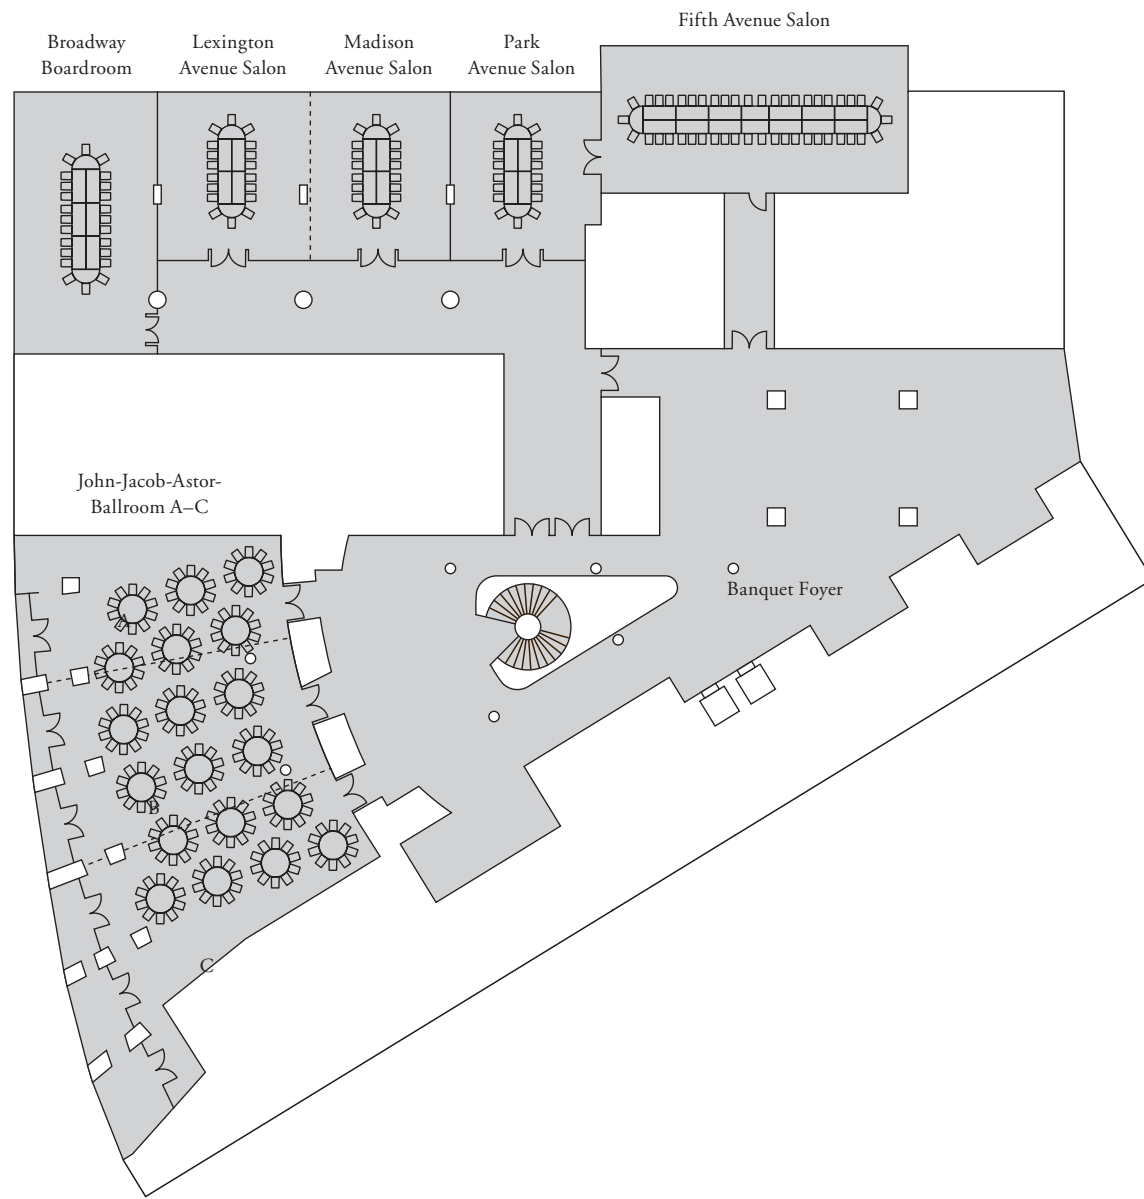 Fifth Avenue Salon
Broadway
Boardroom
Lexington
Avenue Salon
Madison
Avenue Salon
Park
Avenue Salon
John-Jacob-Astor-
Ballroom A–C
Banquet Foyer
A
B
C